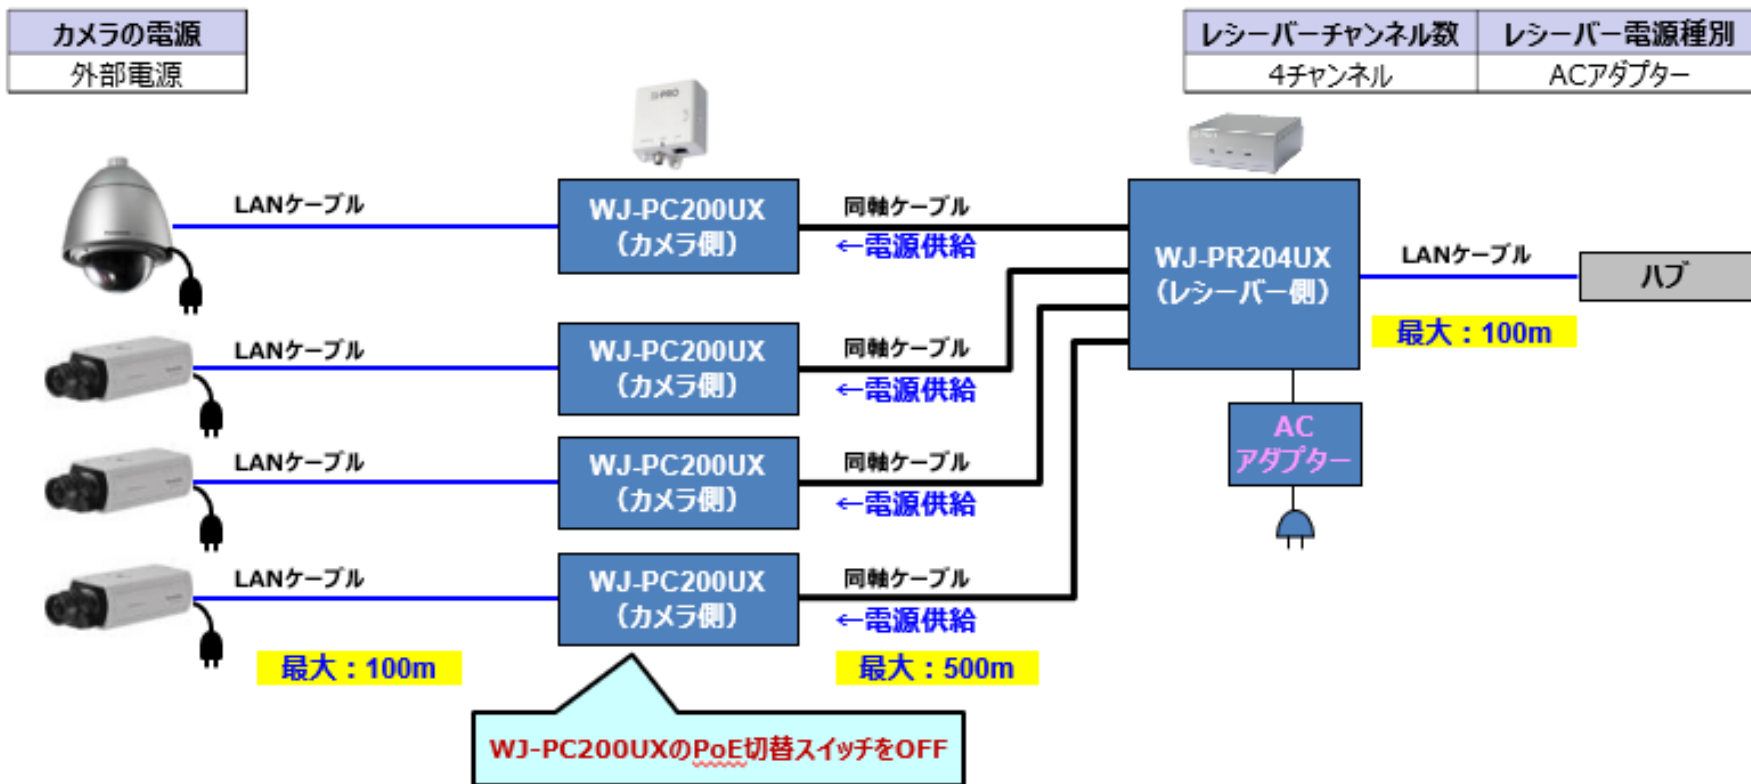 カメラの電源
外部電源
レシーバーチャンネル数 レシーバー電源種別
4チャンネル ACアダプター
i-PRO
LANケーブル
WJ-PC200UX
（カメラ側）
同軸ケーブル
←電源供給
WJ-PR204UX
（レシーバー側）
LANケーブル
ハブ
最大：100m
LANケーブル
WJ-PC200UX
（カメラ側）
同軸ケーブル
←電源供給
AC
アダプター
LANケーブル
WJ-PC200UX
（カメラ側）
同軸ケーブル
←電源供給
LANケーブル
WJ-PC200UX
（カメラ側）
同軸ケーブル
←電源供給
最大：100m
最大：500m
WJ-PC200UXのPoE切替スイッチをOFF